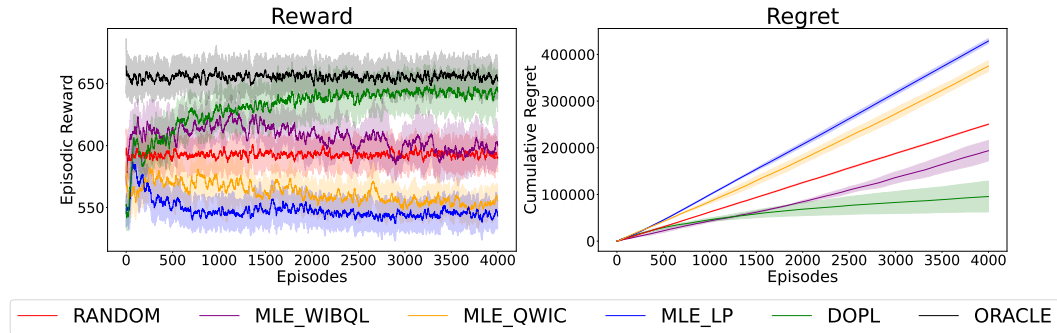 Reward
Regret
650
600
550
Episodic Reward
0 500 1000 1500 2000 2500 3000 3500 4000
Episodes
400000
300000
200000
100000
0
Cumulative Regret
0 500 1000 1500 2000 2500 3000 3500 4000
Episodes
RANDOM MLE_WIBQL MLE_QWIC MLE_LP DOPL ORACLE